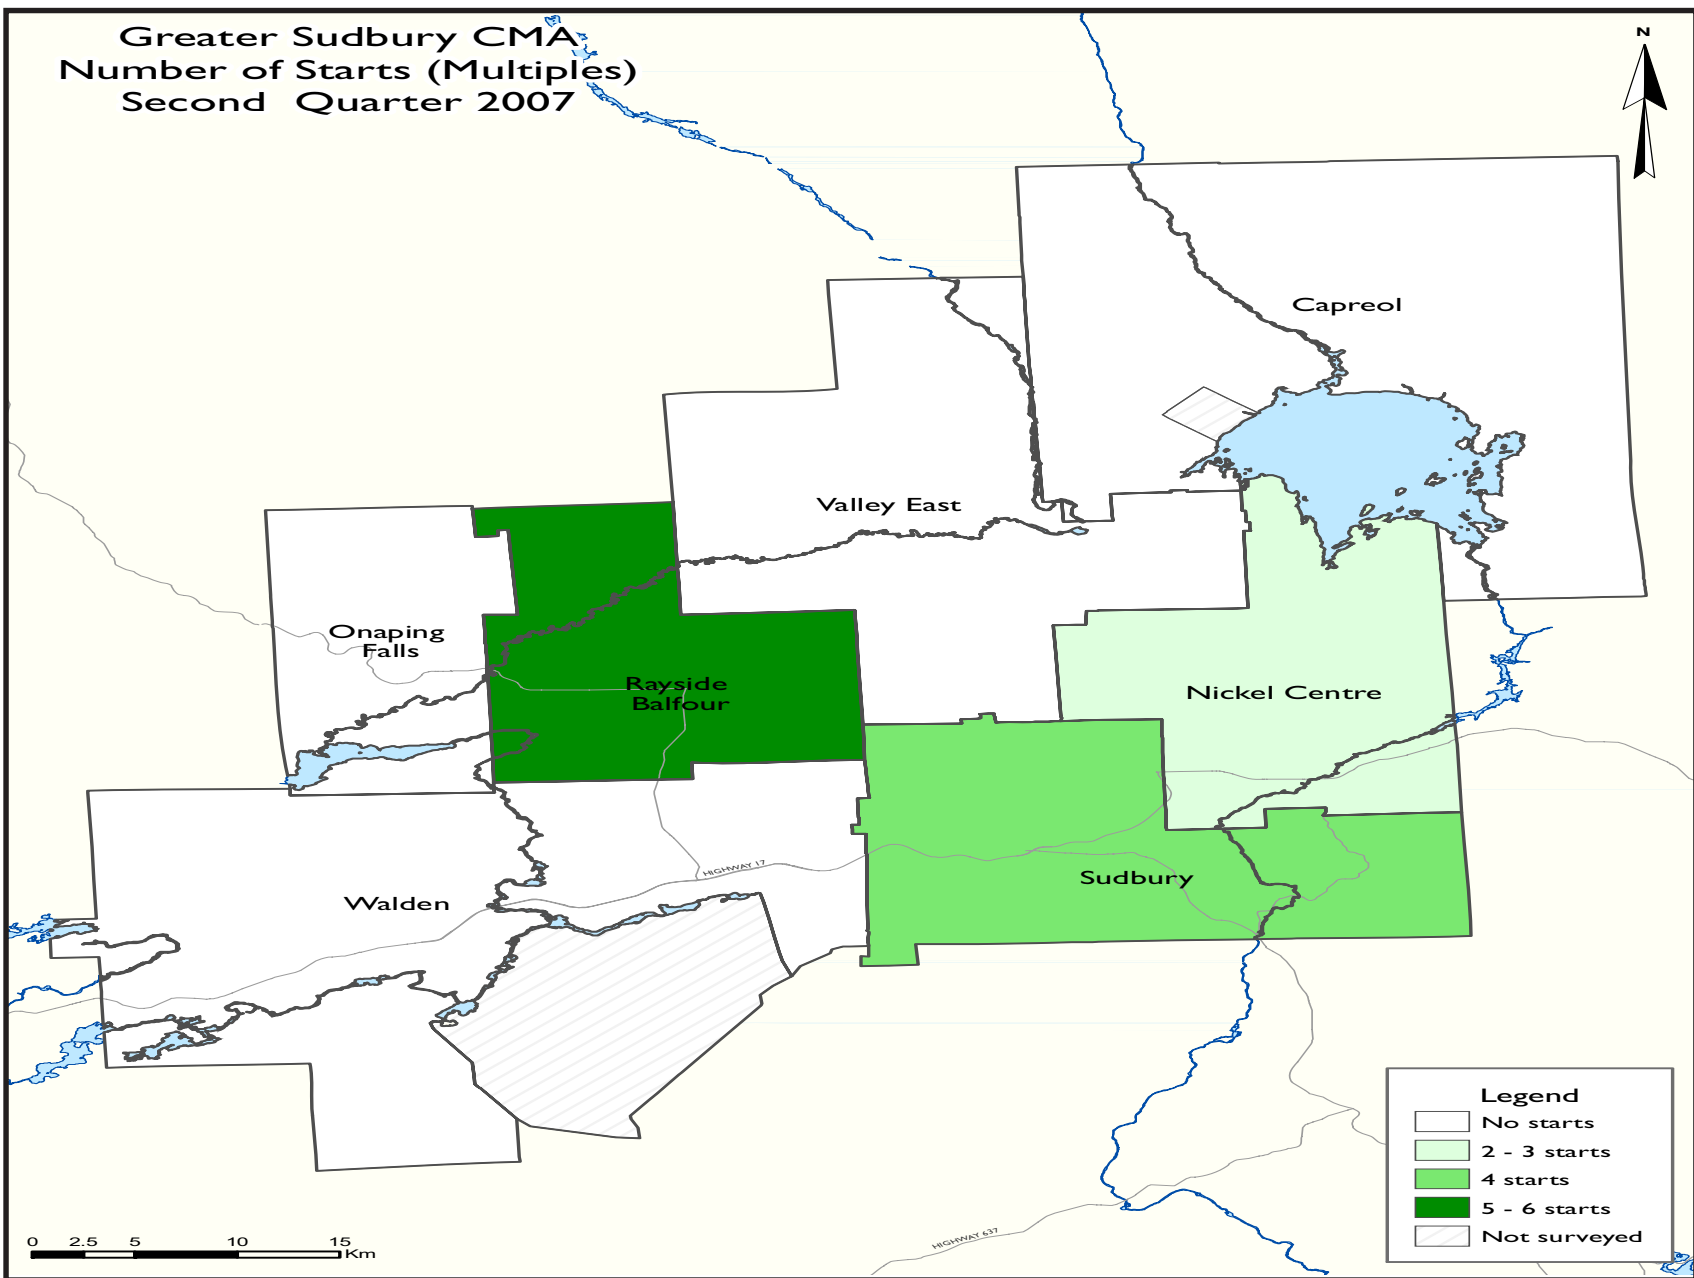 Greater Sudbury CMA
Number of Starts (Multiples)
Second Quarter 2007
N
Capreol
Valley East
Onaping
Falls
Rayside
Balfour
Nickel Centre
HIGHWAY 17
Sudbury
Walden
HIGHWAY 637
0 2.5 5 10 15
Km
Legend
No starts
2 - 3 starts
4 starts
5 - 6 starts
Not surveyed